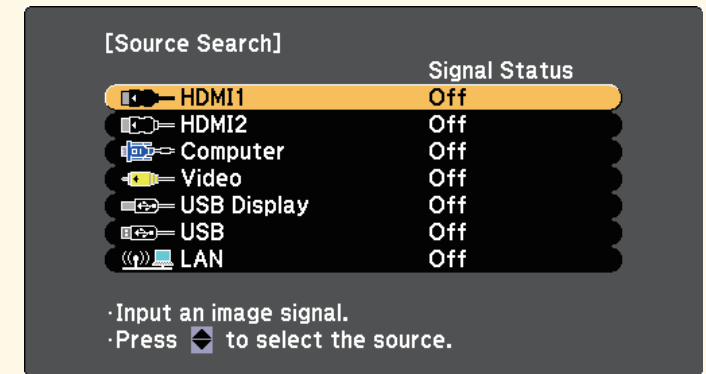 [Source Search]
Signal Status
HDMI1 Off
HDMI2 Off
Computer Off
Video Off
USB Display Off
USB Off
LAN Off
·Input an image signal.
·Press to select the source.